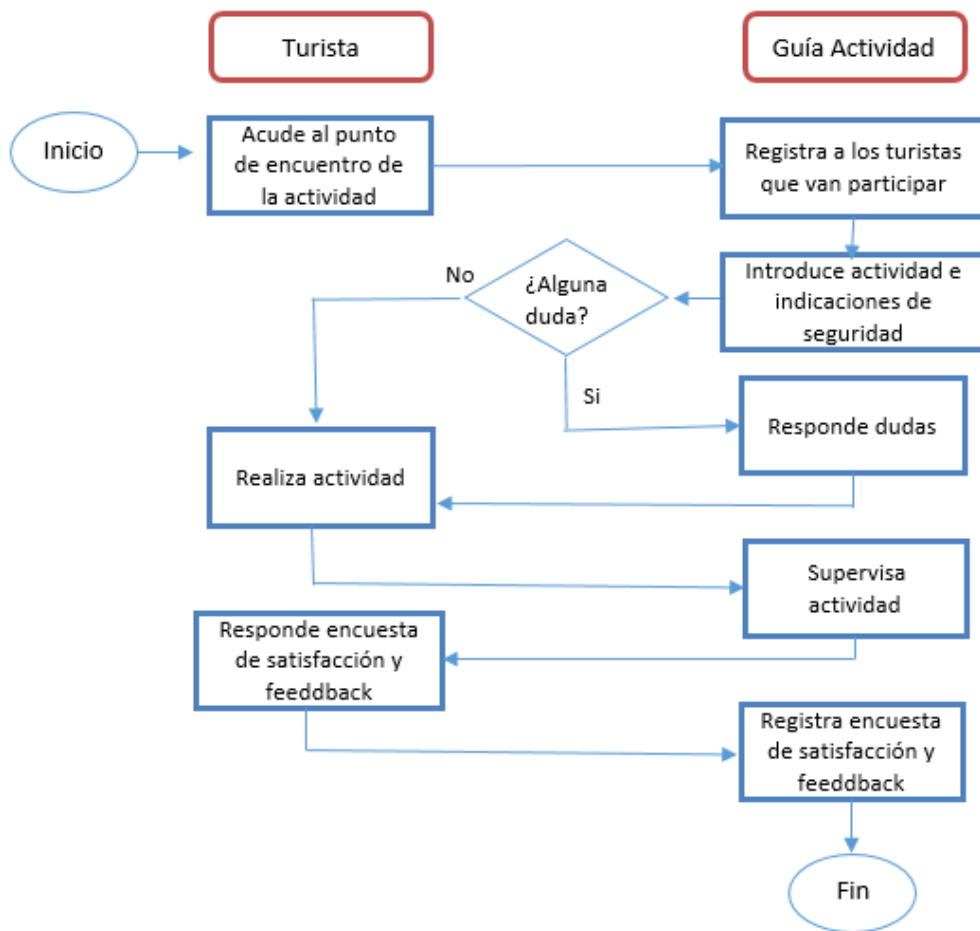 Turista
Guía Actividad
Inicio
Acude al punto
de encuentro de
la actividad
Registra a los turistas
que van participar
Introduce actividad e
indicaciones de
seguridad
¿Alguna
duda?
No
Si
Responde dudas
Realiza actividad
Supervisa
actividad
Responde encuesta
de satisfacción y
feeddback
Registra encuesta
de satisfacción y
feeddback
Fin